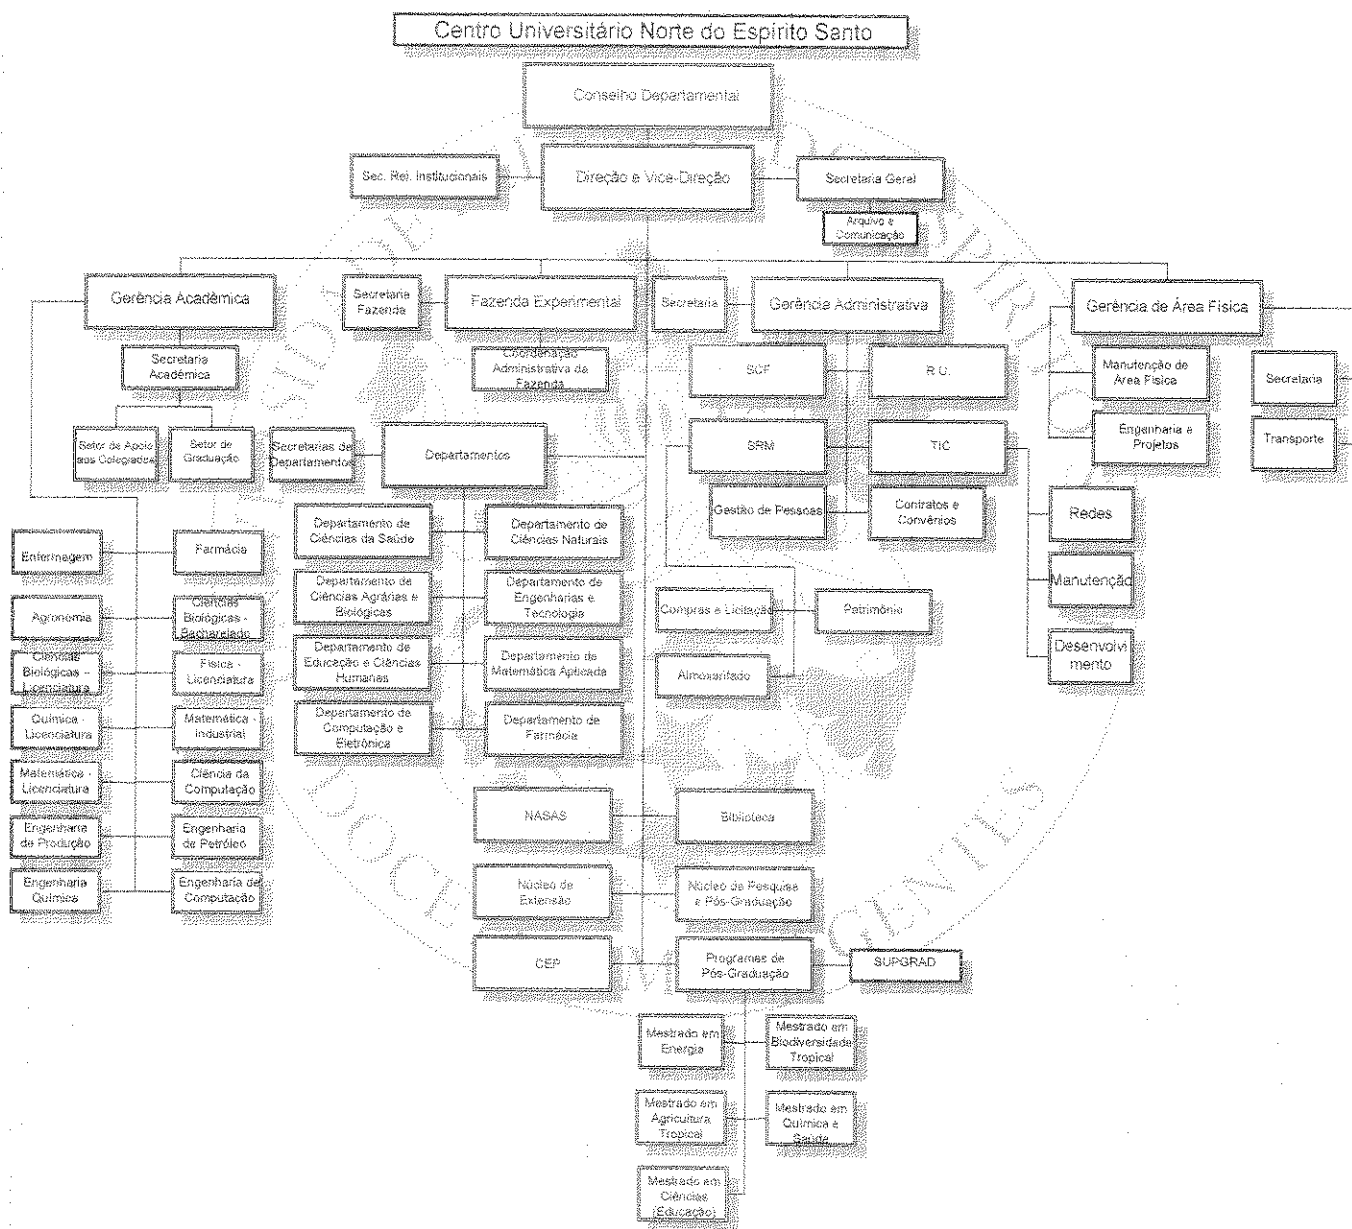 Centro Universitário Norte do Espírito Santo
Conselho Departamental
Sec. Rel. Institucionais
Direção e Vice-Direção
Secretaria Geral
Arquivo e
Comunicação
Gerência Acadêmica
Secretaria
Fazenda
Fazenda Experimental
Secretaria
Gerência Administrativa
Gerência de Área Física
Secretaria
Acadêmica
Coordenação
Administrativa da
Fazenda
SCF
R.U.
Manutenção de
Área Física
Secretaria
Setor de Apoio
aos Colegiados
Setor de
Graduação
Secretarias de
Departamentos
Departamentos
SRM
TIC
Engenharia e
Projetos
Transporte
Gestão de Pessoas
Contratos e
Convênios
Redes
Manutenção
Desenvolvi
mento
Departamento de
Ciências da Saúde
Departamento de
Ciências Naturais
Departamento de
Ciências Agrárias e
Biológicas
Departamento de
Engenharias e
Tecnologia
Departamento de
Educação e Ciências
Humanas
Departamento de
Matemática Aplicada
Departamento de
Computação e
Eletrônica
Departamento de
Farmácia
Compras e Licitação
Patrimônio
Almoxarifado
Enfermagem
Farmácia
Agronomia
Ciências
Biológicas -
Bacharelado
Ciências
Biológicas –
Licenciatura
Física -
Licenciatura
Química -
Licenciatura
Matemática -
Industrial
Matemática -
Licenciatura
Ciência da
Computação
Engenharia
de Produção
Engenharia
de Petróleo
Engenharia
Química
Engenharia de
Computação
NASAS
Biblioteca
Núcleo de
Extensão
Núcleo de Pesquisa
e Pós-Graduação
CEP
Programas de
Pós-Graduação
SUPGRAD
Mestrado em
Energia
Mestrado em
Biodiversidade
Tropical
Mestrado em
Agricultura
Tropical
Mestrado em
Química e
Saúde
Mestrado em
Ciências
(Educação)
DOCE
GENTES